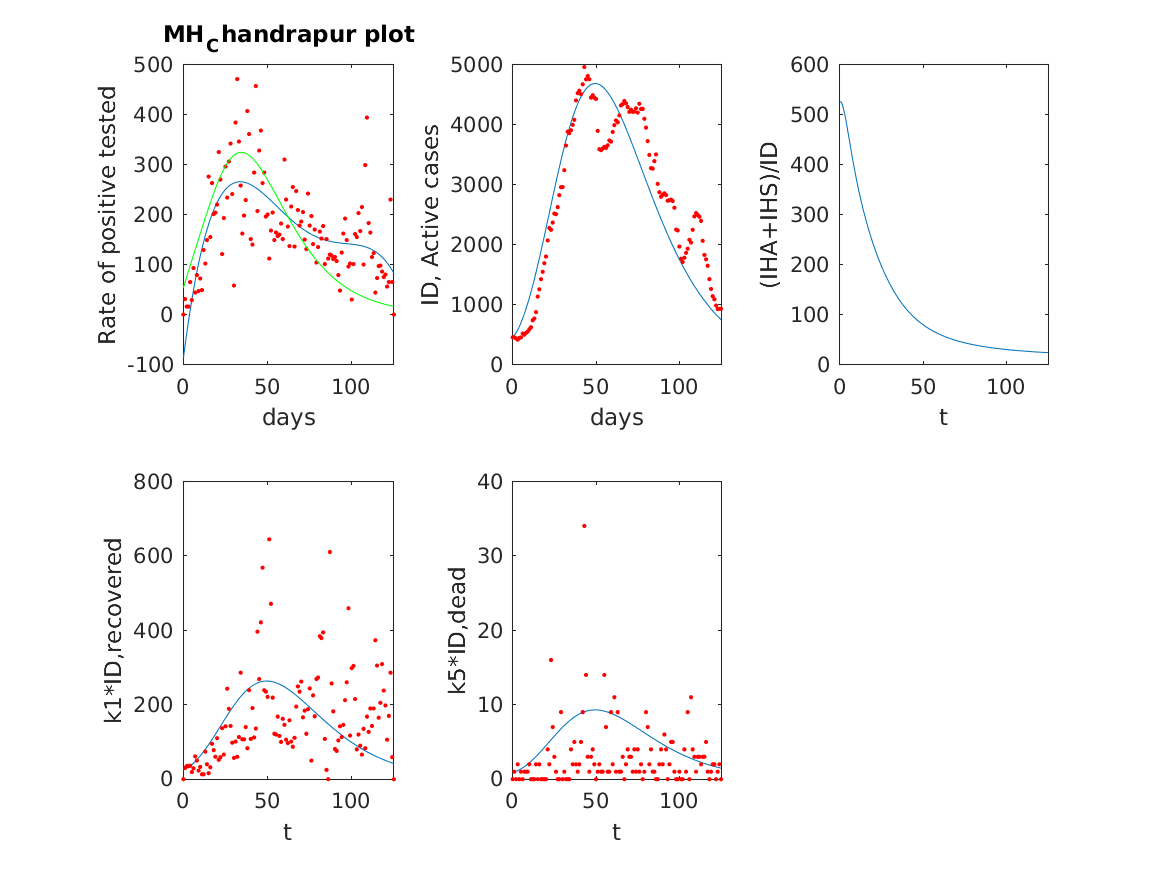 MHChandrapur plot
Rate of positive tested
500
400
300
200
100
0
-100
0 50 100
days
ID, Active cases
5000
4000
3000
2000
1000
0
0 50 100
days
(IHA+IHS)/ID
600
500
400
300
200
100
0
0 50 100
t
k1*ID,recovered
800
600
400
200
0
0 50 100
t
k5*ID,dead
40
30
20
10
0
0 50 100
t